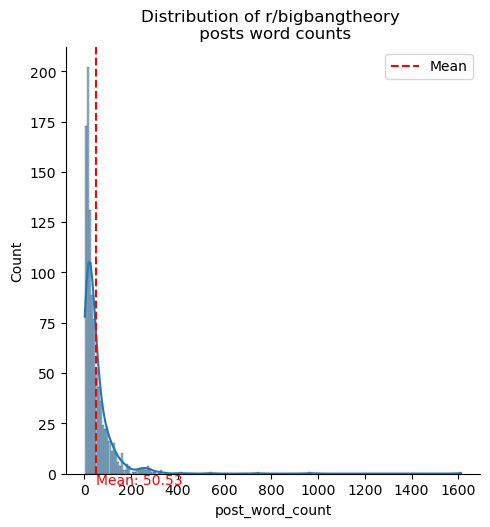 Distribution of r/bigbangtheory
posts word counts
Mean
200
175
150
125
100
75
50
25
0
Count
0 200 400 600 800 1000 1200 1400 1600
Mean: 50.53
post_word_count